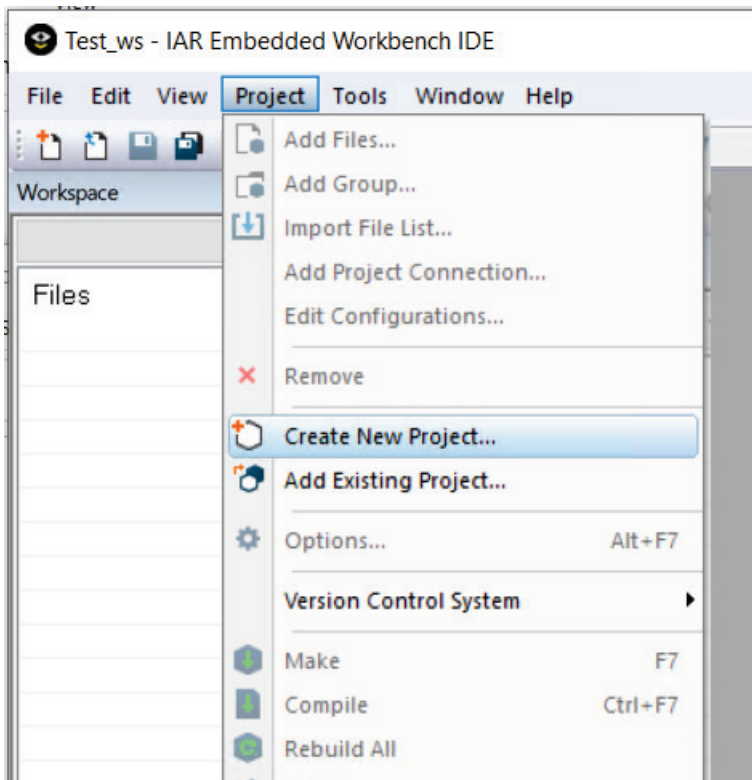 Test_ws - IAR Embedded Workbench IDE
File Edit View Project Tools Window Help
Workspace
Files
Add Files...
Add Group...
Import File List...
Add Project Connection...
Edit Configurations...
Remove
Create New Project...
Add Existing Project...
Options... Alt+F7
Version Control System
Make F7
Compile Ctrl+F7
Rebuild All